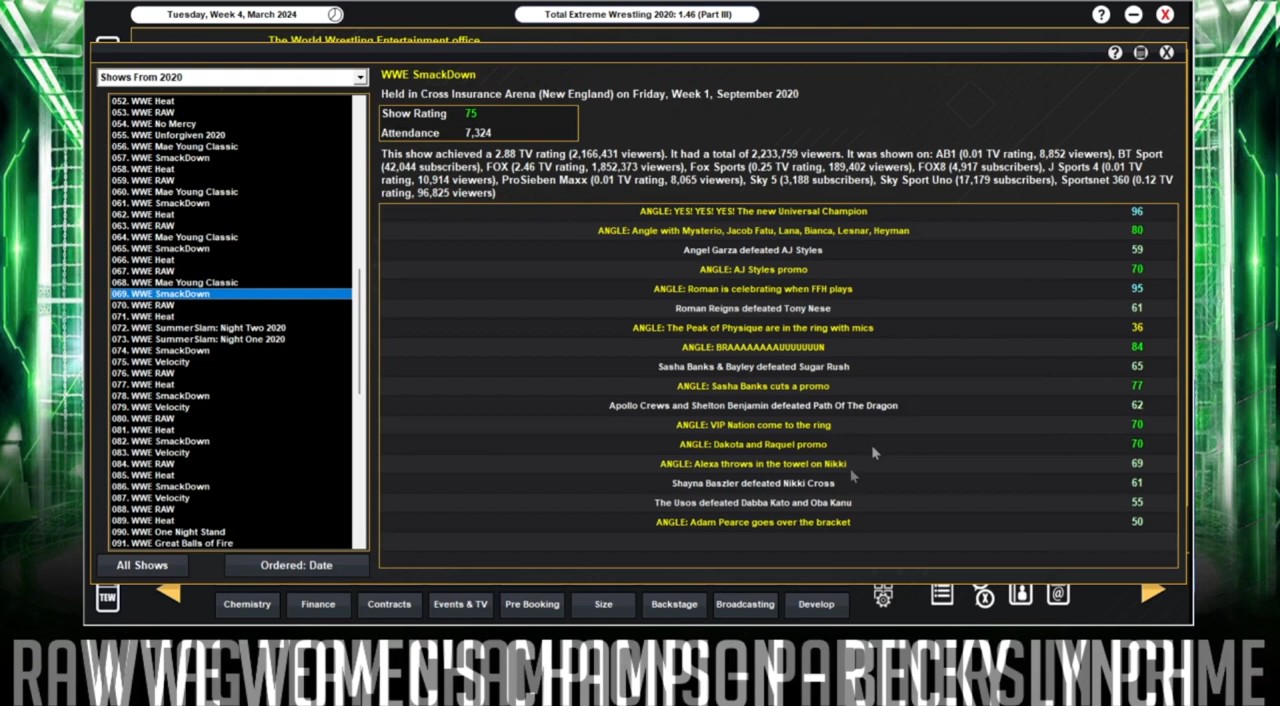 Tuesday, Week 4, March 2024
Total Extreme Wrestling 2020: 1.46 (Part III)
The World Wrestling Entertainment office
Shows From 2020
052. WWE Heat
053. WWE RAW
054. WWE No Mercy
055. WWE Unforgiven 2020
056. WWE Mae Young Classic
057. WWE SmackDown
058. WWE Heat
059. WWE RAW
060. WWE Mae Young Classic
061. WWE SmackDown
062. WWE Heat
063. WWE RAW
064. WWE Mae Young Classic
065. WWE SmackDown
066. WWE Heat
067. WWE RAW
068. WWE Mae Young Classic
069. WWE SmackDown
070. WWE RAW
071. WWE Heat
072. WWE SummerSlam: Night Two 2020
073. WWE SummerSlam: Night One 2020
074. WWE SmackDown
075. WWE Velocity
076. WWE RAW
077. WWE Heat
078. WWE SmackDown
079. WWE Velocity
080. WWE RAW
081. WWE Heat
082. WWE SmackDown
083. WWE Velocity
084. WWE RAW
085. WWE Heat
086. WWE SmackDown
087. WWE Velocity
088. WWE RAW
089. WWE Heat
090. WWE One Night Stand
091. WWE Great Balls of Fire
All Shows
Ordered: Date
WWE SmackDown
Held in Cross Insurance Arena (New England) on Friday, Week 1, September 2020
Show Rating 75
Attendance 7,324
This show achieved a 2.88 TV rating (2,166,431 viewers). It had a total of 2,233,759 viewers. It was shown on: AB1 (0.01 TV rating, 8,852 viewers), BT Sport
(42,044 subscribers), FOX (2.46 TV rating, 1,852,373 viewers), Fox Sports (0.25 TV rating, 189,402 viewers), FOX8 (4,917 subscribers), J Sports 4 (0.01 TV
rating, 10,914 viewers), ProSieben Maxx (0.01 TV rating, 8,065 viewers), Sky 5 (3,188 subscribers), Sky Sport Uno (17,179 subscribers), Sportsnet 360 (0.12 TV
rating, 96,825 viewers)
ANGLE: YES! YES! YES! The new Universal Champion 96
ANGLE: Angle with Mysterio, Jacob Fatu, Lana, Bianca, Lesnar, Heyman 80
Angel Garza defeated AJ Styles 59
ANGLE: AJ Styles promo 70
ANGLE: Roman is celebrating when FFH plays 95
Roman Reigns defeated Tony Nese 61
ANGLE: The Peak of Physique are in the ring with mics 36
ANGLE: BRAAAAAAAAUUUUUUUN 84
Sasha Banks & Bayley defeated Sugar Rush 65
ANGLE: Sasha Banks cuts a promo 77
Apollo Crews and Shelton Benjamin defeated Path Of The Dragon 62
ANGLE: VIP Nation come to the ring 70
ANGLE: Dakota and Raquel promo 70
ANGLE: Alexa throws in the towel on Nikki 69
Shayna Baszler defeated Nikki Cross 61
The Usos defeated Dabba Kato and Oba Kanu 55
ANGLE: Adam Pearce goes over the bracket 50
TEW
Chemistry
Finance
Contracts
Events & TV
Pre Booking
Size
Backstage
Broadcasting
Develop